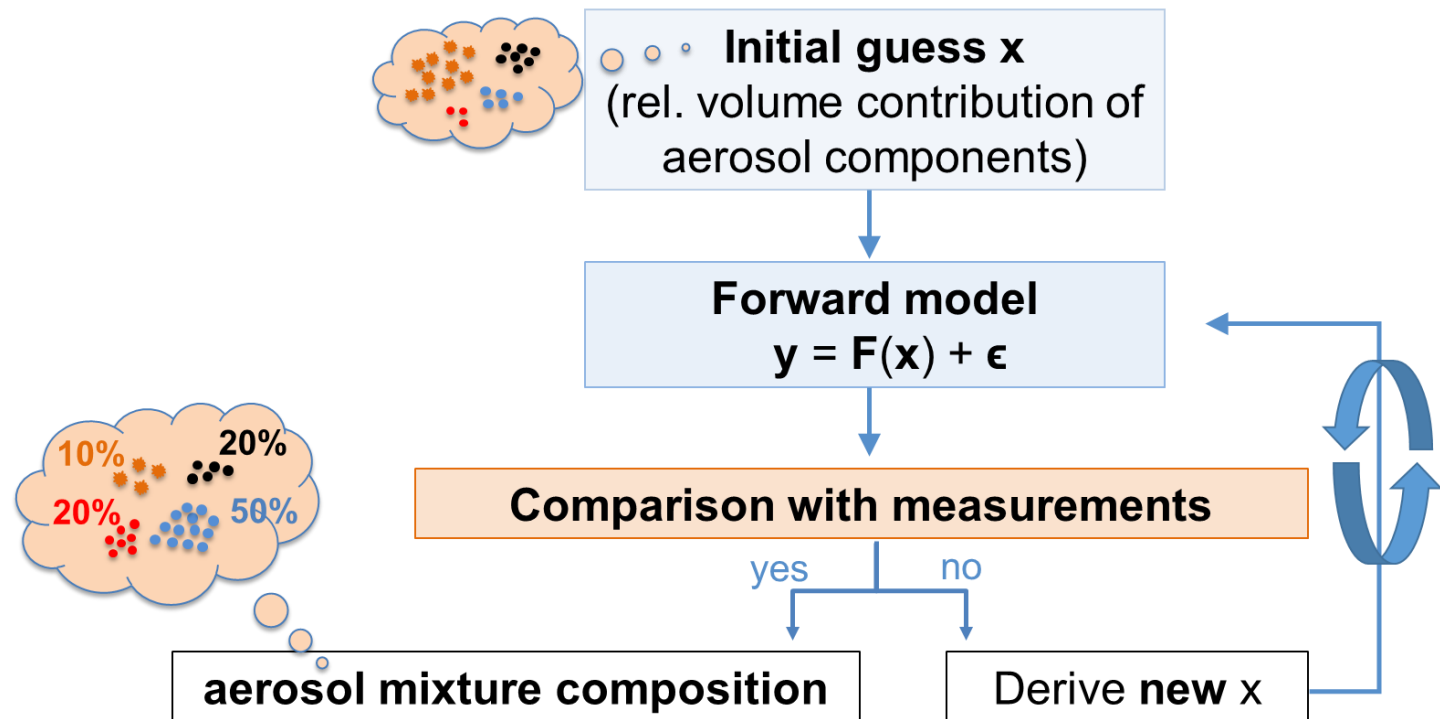 Initial guess x
(rel. volume contribution of
aerosol components)
Forward model
y = F(x) + ϵ
10%
20%
20%
50%
Comparison with measurements
yes
no
aerosol mixture composition
Derive new x